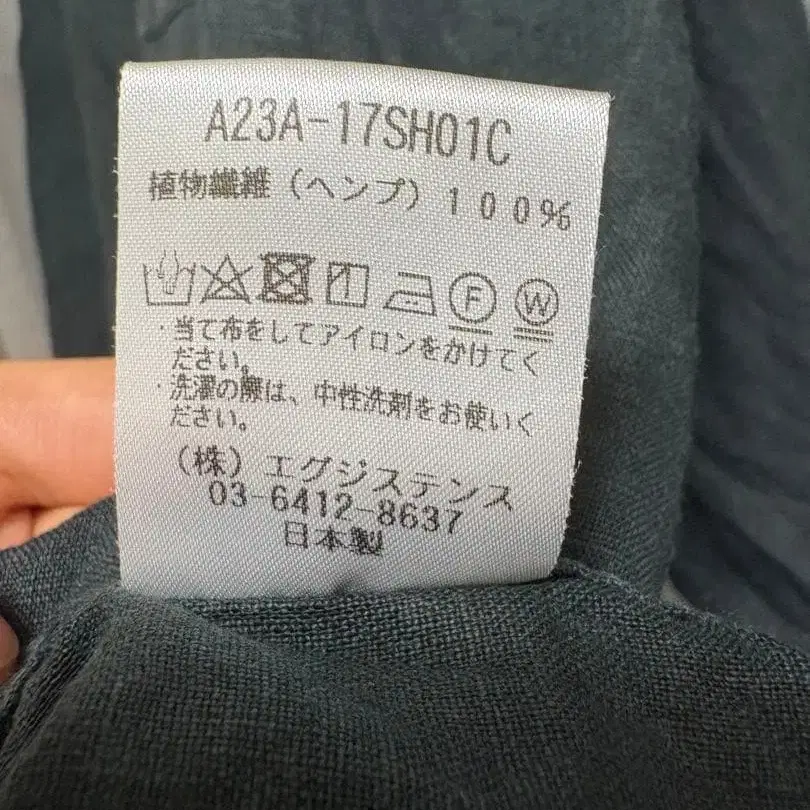 A23A-17SH01C
植物繊維（ヘンプ）１００%
F W
・当て布をしてアイロンをかけてく
ださい。
・洗濯の際は、中性洗剤をお使いく
ださい。
（株）エグジステンス
03-6412-8637
日本製